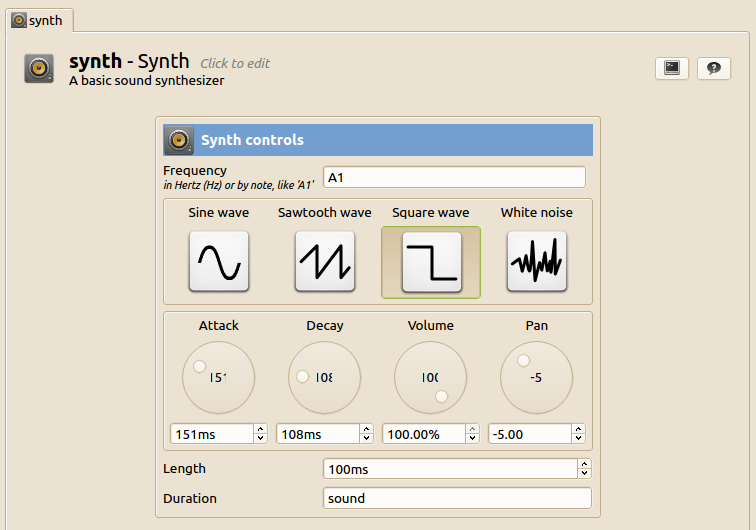 synth
synth - Synth Click to edit
A basic sound synthesizer
Synth controls
Frequency
in Hertz (Hz) or by note, like 'A1'
A1
Sine wave Sawtooth wave Square wave White noise
Attack Decay Volume Pan
151 108 100 -5
151ms 108ms 100.00% -5.00
Length 100ms
Duration sound